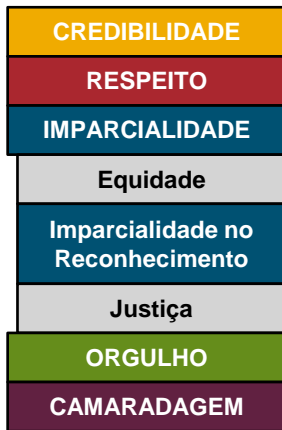 CREDIBILIDADE
RESPEITO
IMPARCIALIDADE
Equidade
Imparcialidade no
Reconhecimento
Justiça
ORGULHO
CAMARADAGEM